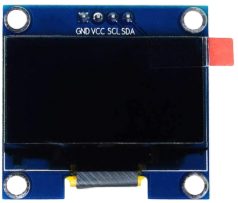 GND VCC SCL SDA